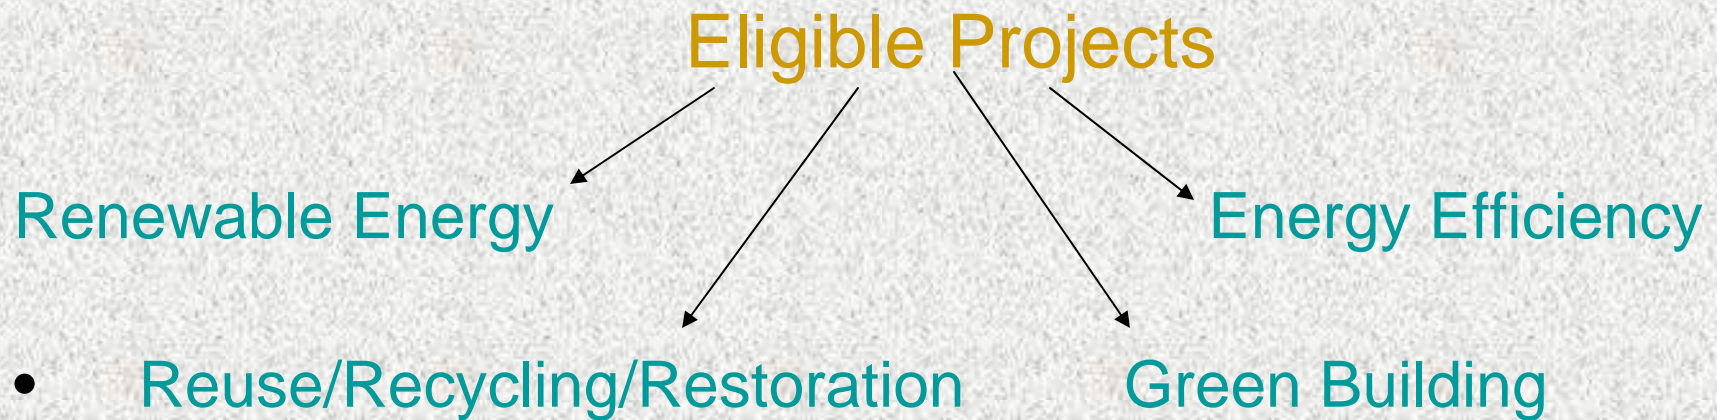 Eligible Projects
Renewable Energy Energy Efficiency
• Reuse/Recycling/Restoration Green Building